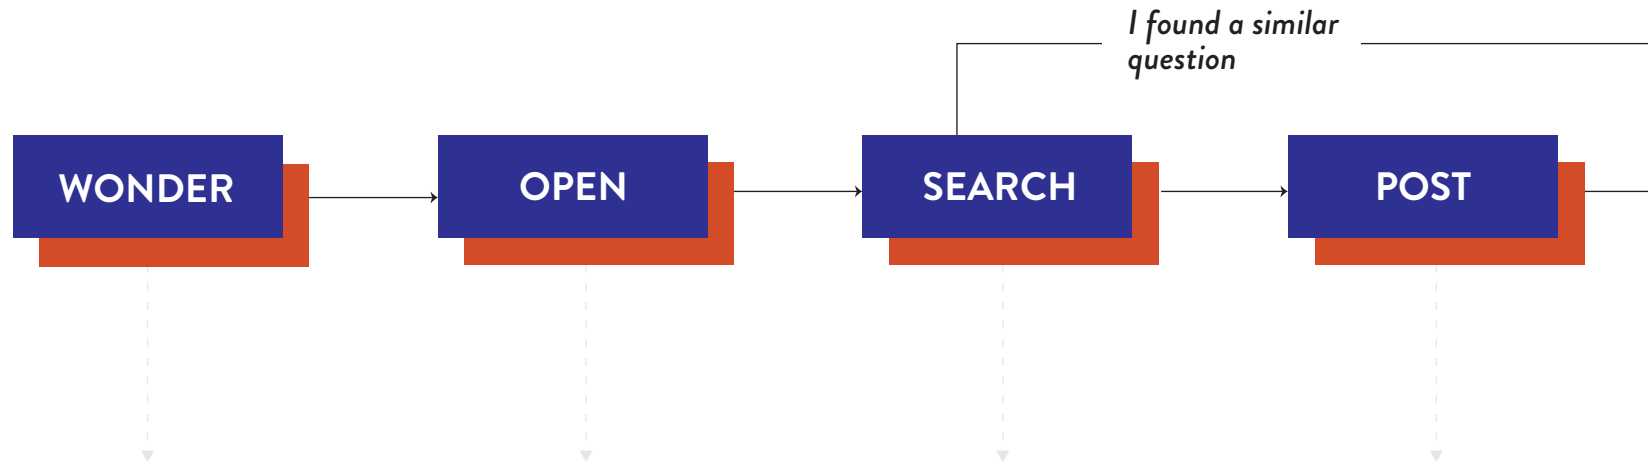 I found a similar
question
WONDER
OPEN
SEARCH
POST